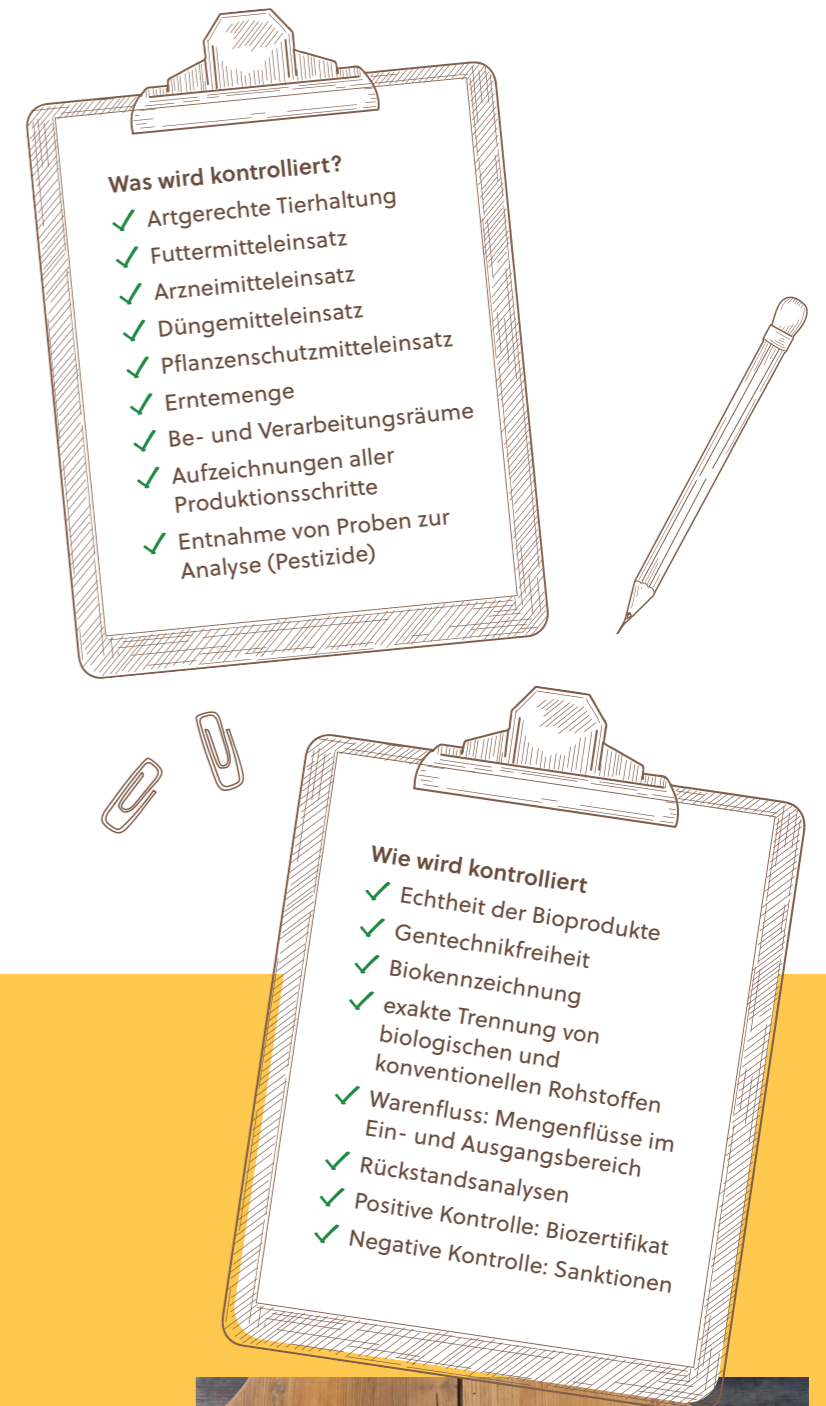 Was wird kontrolliert?
Artgerechte Tierhaltung
Futtermitteleinsatz
Arzneimitteleinsatz
Düngemitteleinsatz
Pflanzenschutzmitteleinsatz
Erntemenge
Be- und Verarbeitungsräume
Aufzeichnungen aller
Produktionsschritte
Entnahme von Proben zur
Analyse (Pestizide)
Wie wird kontrolliert
Echtheit der Bioprodukte
Gentechnikfreiheit
Biokennzeichnung
exakte Trennung von
biologischen und
konventionellen Rohstoffen
Warenfluss: Mengenflüsse im
Ein- und Ausgangsbereich
Rückstandsanalysen
Positive Kontrolle: Biozertifikat
Negative Kontrolle: Sanktionen